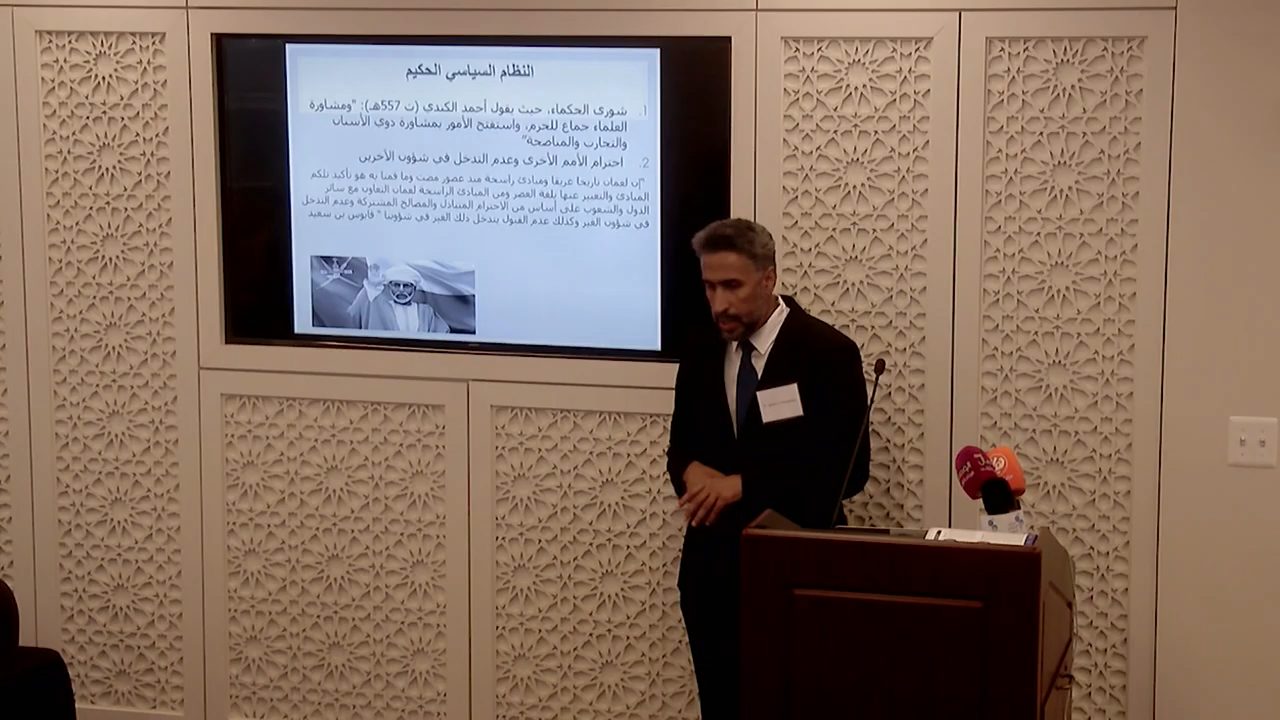 النظام السياسي الحكيم
1. شورى الحكماء، حيث يقول أحمد الكندي (ت 557هـ): "ومشاورة
العلماء جماع للحزم، واستفتح الأمور بمشاورة ذوي الأسنان
والتجارب والمناصحة"
2. احترام الأمم الأخرى وعدم التدخل في شؤون الآخرين
"إن لعمان تاريخا عريقا ومبادئ راسخة منذ عصور مضت وما قمنا به هو تأكيد تلكم
المبادئ والتعبير عنها بلغة العصر ومن المبادئ الراسخة لعمان التعاون مع سائر
الدول والشعوب على أساس من الاحترام المتبادل والمصالح المشتركة وعدم التدخل
في شؤون الغير وكذلك عدم القبول بتدخل ذلك الغير في شؤوننا " قابوس بن سعيد